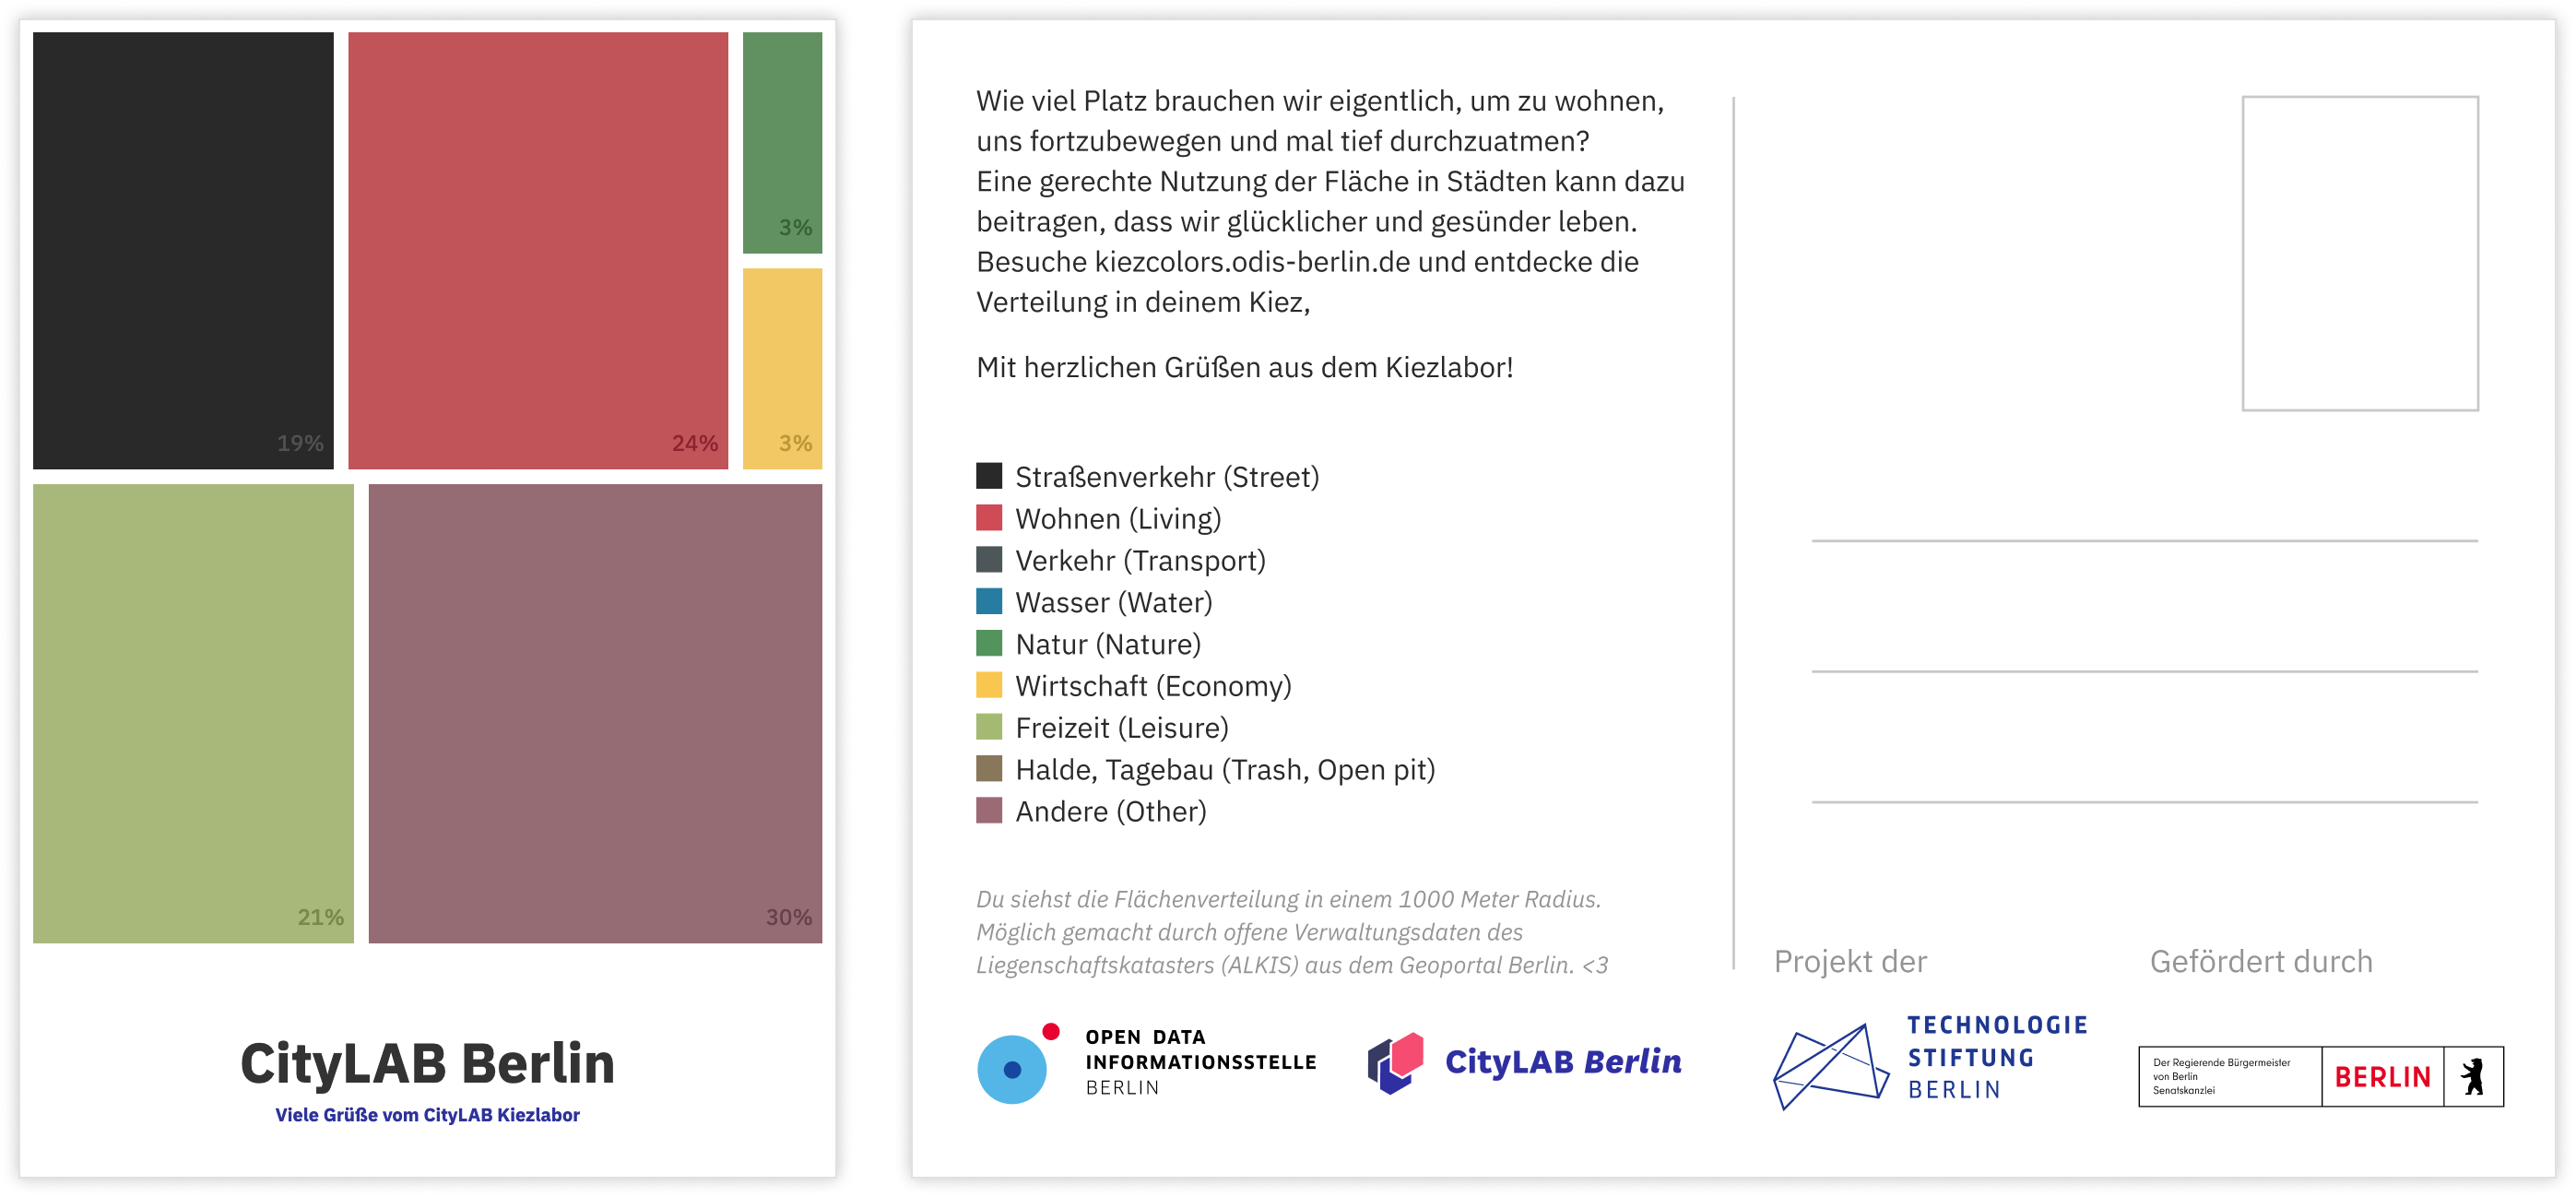 3%
19%
24%
3%
21%
30%
CityLAB Berlin
Viele Grüße vom CityLAB Kiezlabor
Wie viel Platz brauchen wir eigentlich, um zu wohnen,
uns fortzubewegen und mal tief durchzuatmen?
Eine gerechte Nutzung der Fläche in Städten kann dazu
beitragen, dass wir glücklicher und gesünder leben.
Besuche kiezcolors.odis-berlin.de und entdecke die
Verteilung in deinem Kiez,
Mit herzlichen Grüßen aus dem Kiezlabor!
Straßenverkehr (Street)
Wohnen (Living)
Verkehr (Transport)
Wasser (Water)
Natur (Nature)
Wirtschaft (Economy)
Freizeit (Leisure)
Halde, Tagebau (Trash, Open pit)
Andere (Other)
Du siehst die Flächenverteilung in einem 1000 Meter Radius.
Möglich gemacht durch offene Verwaltungsdaten des
Liegenschaftskatasters (ALKIS) aus dem Geoportal Berlin. <3
OPEN DATA
INFORMATIONSSTELLE
BERLIN
CityLAB Berlin
Projekt der
TECHNOLOGIE
STIFTUNG
BERLIN
Gefördert durch
Der Regierende Bürgermeister
von Berlin
Senatskanzlei
BERLIN